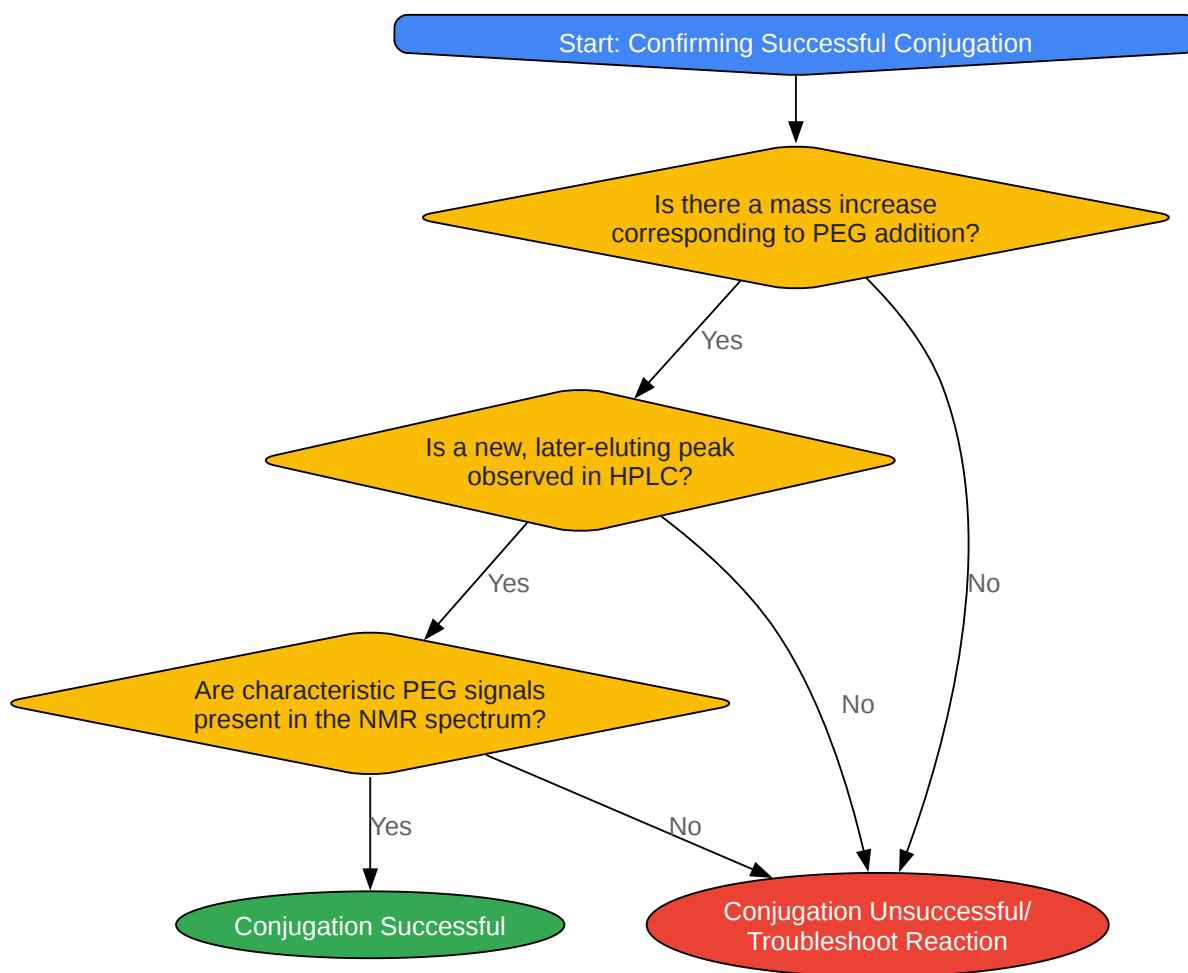 Start: Confirming Successful Conjugation
Is there a mass increase
corresponding to PEG addition?
Yes
Is a new, later-eluting peak
observed in HPLC?
Yes
No
Are characteristic PEG signals
present in the NMR spectrum?
No
Yes
No
Conjugation Successful
Conjugation Unsuccessful/
Troubleshoot Reaction